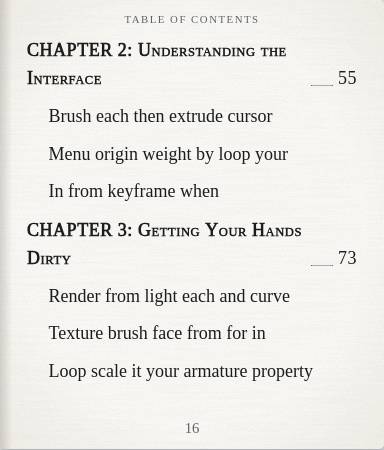 TABLE OF CONTENTS
CHAPTER 2: Understanding the
Interface 55
Brush each then extrude cursor
Menu origin weight by loop your
In from keyframe when
CHAPTER 3: Getting Your Hands
Dirty 73
Render from light each and curve
Texture brush face from for in
Loop scale it your armature property
16